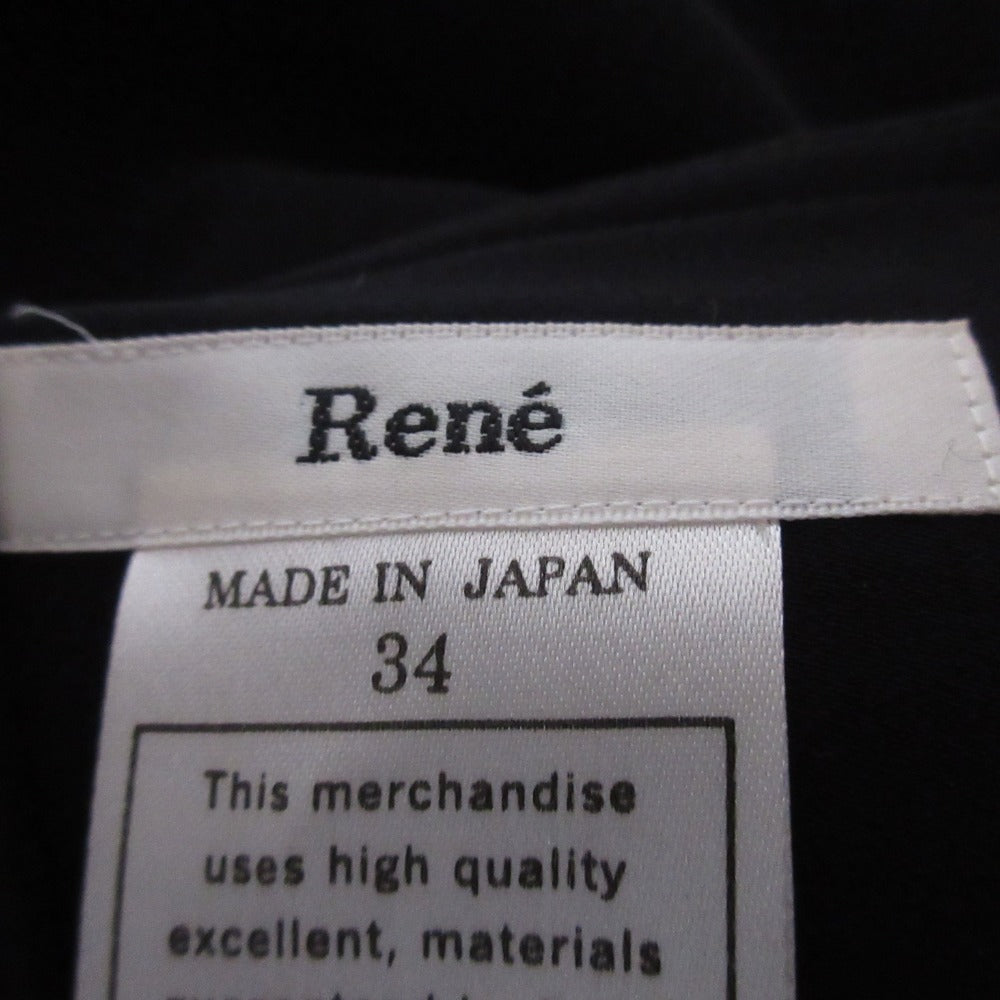 René
MADE IN JAPAN
34
This merchandise
uses high quality
excellent, materials